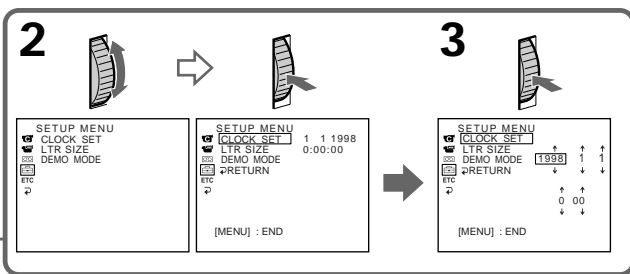 2
3
SETUP MENU
CLOCK SET
LTR SIZE
DEMO MODE
ETC
SETUP MENU
CLOCK SET 1 1 1998
LTR SIZE 0:00:00
DEMO MODE
RETURN
ETC
[MENU] : END
SETUP MENU
CLOCK SET
LTR SIZE
DEMO MODE 1998 1 1
RETURN
ETC
0 00
[MENU] : END